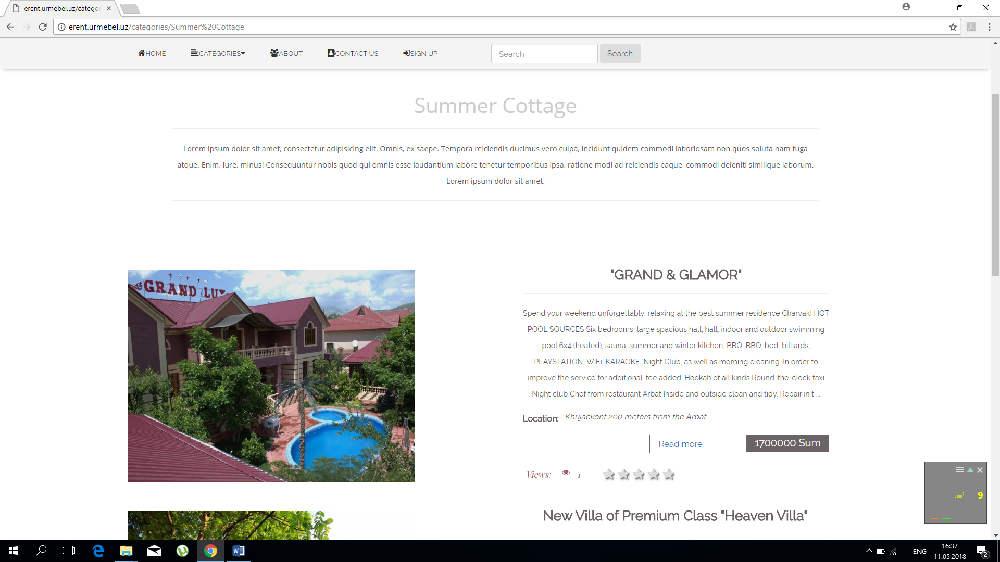 erent.urmebel.uz/categor
erent.urmebel.uz/categories/Summer%20Cottage
HOME CATEGORIES ABOUT CONTACT US SIGN UP Search Search
Summer Cottage
Lorem ipsum dolor sit amet, consectetur adipisicing elit. Omnis, ex saepe. Tempora reiciendis ducimus vero culpa, incidunt quidem commodi laboriosam non quos soluta nam fuga
atque. Enim, iure, minus! Consequuntur nobis quod qui omnis esse laudantium labore tenetur temporibus ipsa, ratione modi ad reiciendis eaque, commodi deleniti similique laborum.
Lorem ipsum dolor sit amet.
GRAND LUX
"GRAND & GLAMOR"
Spend your weekend unforgettably, relaxing at the best summer residence Charvak! HOT
POOL SOURCES Six bedrooms, large spacious hall, hall, indoor and outdoor swimming
pool 6x4 (heated), sauna, summer and winter kitchen, BBQ, BBQ, bed, billiards,
PLAYSTATION, WiFi, KARAOKE, Night Club, as well as morning cleaning. In order to
improve the service for additional. fee added: Hookah of all kinds Round-the-clock taxi
Night club Chef from restaurant Arbat Inside and outside clean and tidy. Repair in t ...
Location: Khujackent 200 meters from the Arbat.
Read more 1700000 Sum
Views: 1
9
New Villa of Premium Class "Heaven Villa"
ENG 16:37
11.05.2018 2